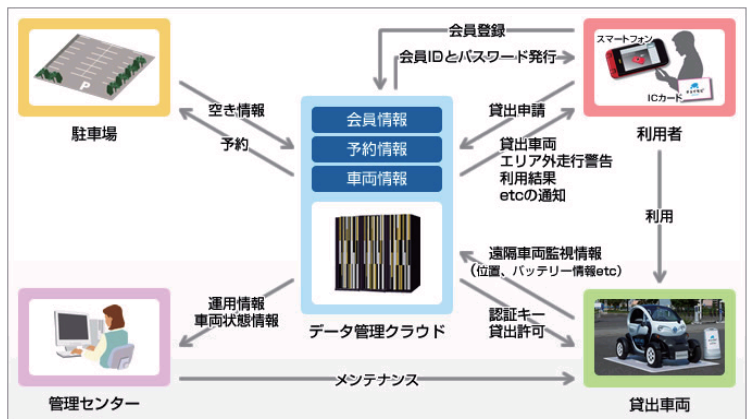 会員登録
会員IDとパスワード発行
スマートフォン
ICカード
P
駐車場
空き情報
予約
会員情報
予約情報
車両情報
貸出申請
貸出車両
エリア外走行警告
利用結果
etcの通知
利用者
利用
遠隔車両監視情報
（位置、バッテリー情報etc）
運用情報
車両状態情報
データ管理クラウド
認証キー
貸出許可
管理センター
メンテナンス
貸出車両